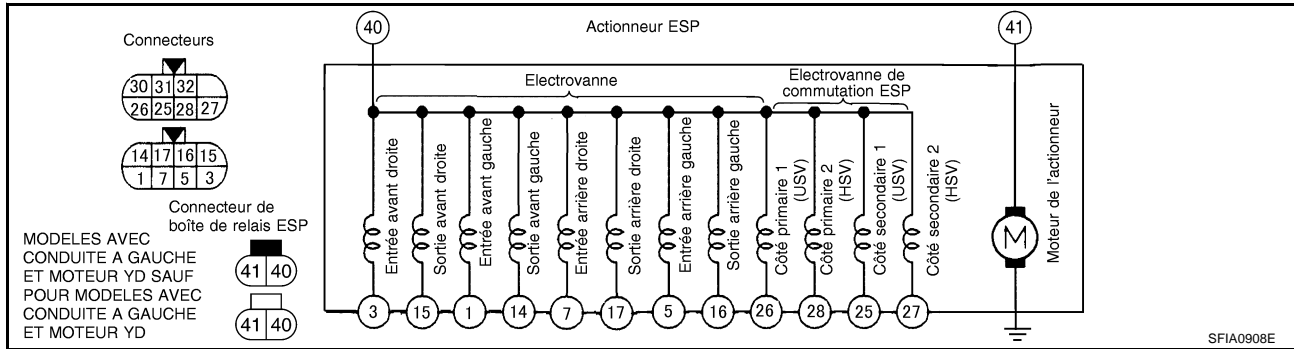 40
Actionneur ESP
41
Connecteurs
30 31 32
26 25 28 27
14 17 16 15
1 7 5 3
Connecteur de
boîte de relais ESP
MODELES AVEC
CONDUITE A GAUCHE
ET MOTEUR YD SAUF
POUR MODELES AVEC
CONDUITE A GAUCHE
ET MOTEUR YD
41 40
41 40
Electrovanne
Electrovanne de
commutation ESP
Entrée avant droite
Sortie avant droite
Entrée avant gauche
Sortie avant gauche
Entrée arrière droite
Sortie arrière droite
Entrée arrière gauche
Sortie arrière gauche
Côté primaire 1
(USV)
Côté primaire 2
(HSV)
Côté secondaire 1
(USV)
Côté secondaire 2
(HSV)
M
Moteur de l'actionneur
3 15 1 14 7 17 5 16 26 28 25 27
SFIA0908E